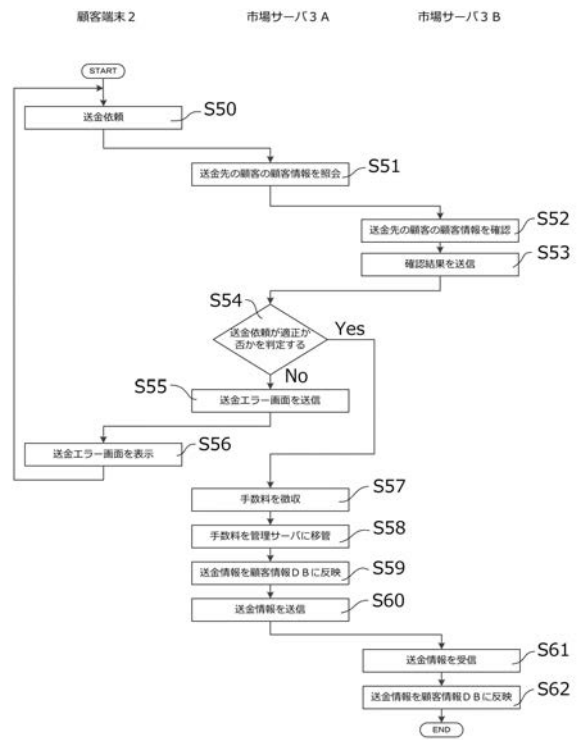 顧客端末2
市場サーバ3A
市場サーバ3B
START
送金依頼
S50
送金先の顧客の顧客情報を照会
S51
送金先の顧客の顧客情報を確認
S52
確認結果を送信
S53
S54
送金依頼が適正か
否かを判定する
Yes
No
S55
送金エラー画面を送信
送金エラー画面を表示
S56
手数料を徴収
S57
手数料を管理サーバに移管
S58
送金情報を顧客情報DBに反映
S59
送金情報を送信
S60
送金情報を受信
S61
送金情報を顧客情報DBに反映
S62
END